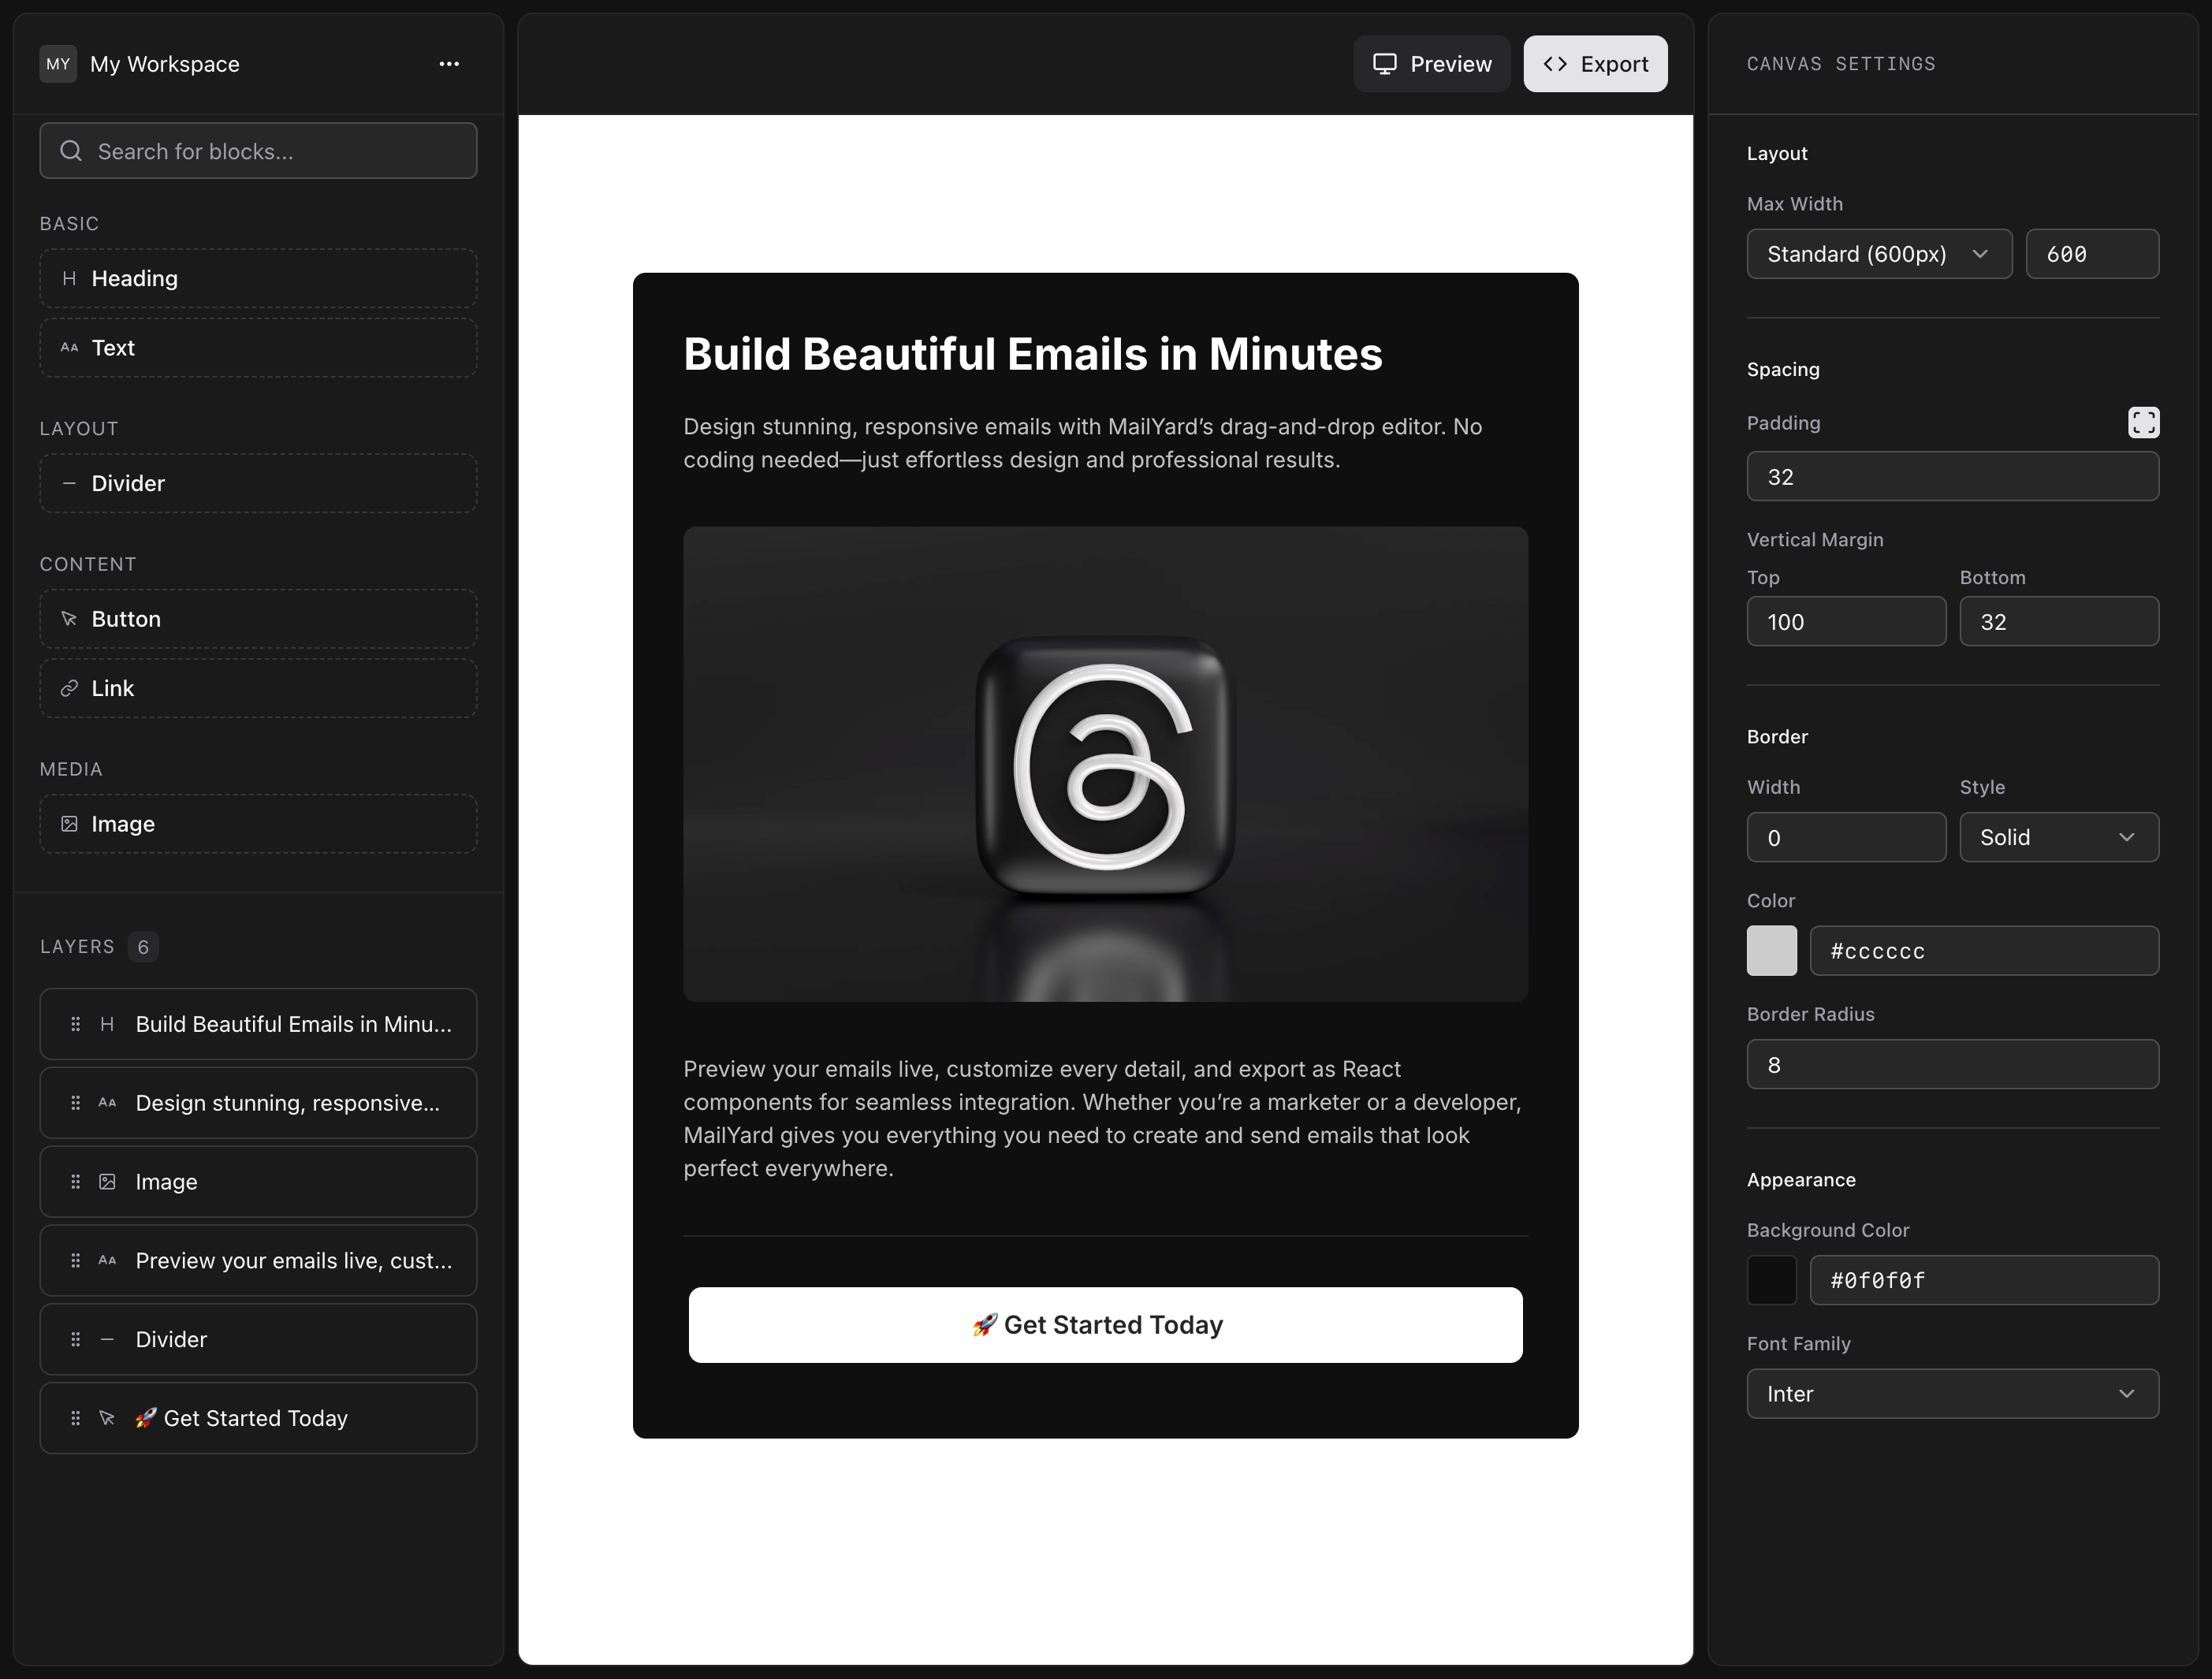 MY My Workspace
Search for blocks...
BASIC
Heading
Text
LAYOUT
Divider
CONTENT
Button
Link
MEDIA
Image
LAYERS 6
Build Beautiful Emails in Minu...
Design stunning, responsive...
Image
Preview your emails live, cust...
Divider
🚀 Get Started Today
Preview
Export
Build Beautiful Emails in Minutes
Design stunning, responsive emails with MailYard’s drag-and-drop editor. No
coding needed—just effortless design and professional results.
Preview your emails live, customize every detail, and export as React
components for seamless integration. Whether you’re a marketer or a developer,
MailYard gives you everything you need to create and send emails that look
perfect everywhere.
🚀 Get Started Today
CANVAS SETTINGS
Layout
Max Width
Standard (600px) 600
Spacing
Padding
32
Vertical Margin
Top Bottom
100 32
Border
Width Style
0 Solid
Color
#cccccc
Border Radius
8
Appearance
Background Color
#0f0f0f
Font Family
Inter